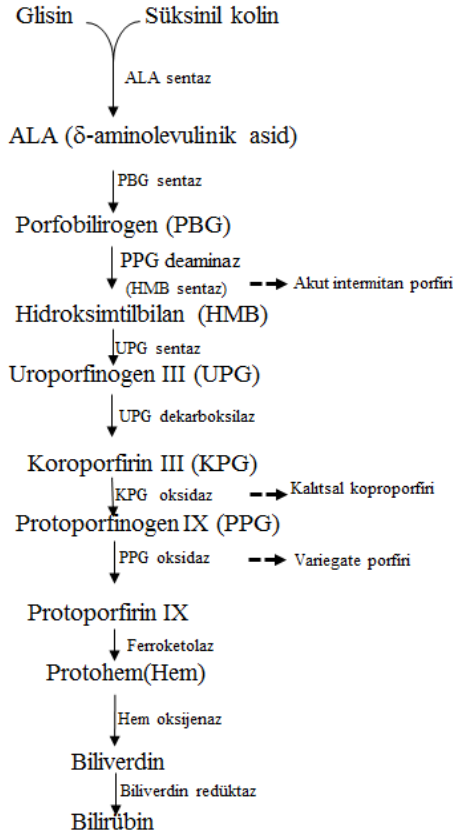 Glisin Süksinil kolin
ALA sentaz
ALA (δ-aminolevulinik asid)
PBG sentaz
Porfobilirogen (PBG)
PPG deaminaz
(HMB sentaz) Akut intermitan porfiri
Hidroksimtilbilan (HMB)
UPG sentaz
Uroporfinogen III (UPG)
UPG dekarboksilaz
Koroporfirin III (KPG)
KPG oksidaz Kalıtsal koproporfiri
Protoporfinogen IX (PPG)
PPG oksidaz Variegate porfiri
Protoporfirin IX
Ferroketolaz
Protohem(Hem)
Hem oksijenaz
Biliverdin
Biliverdin redüktaz
Bilirübin